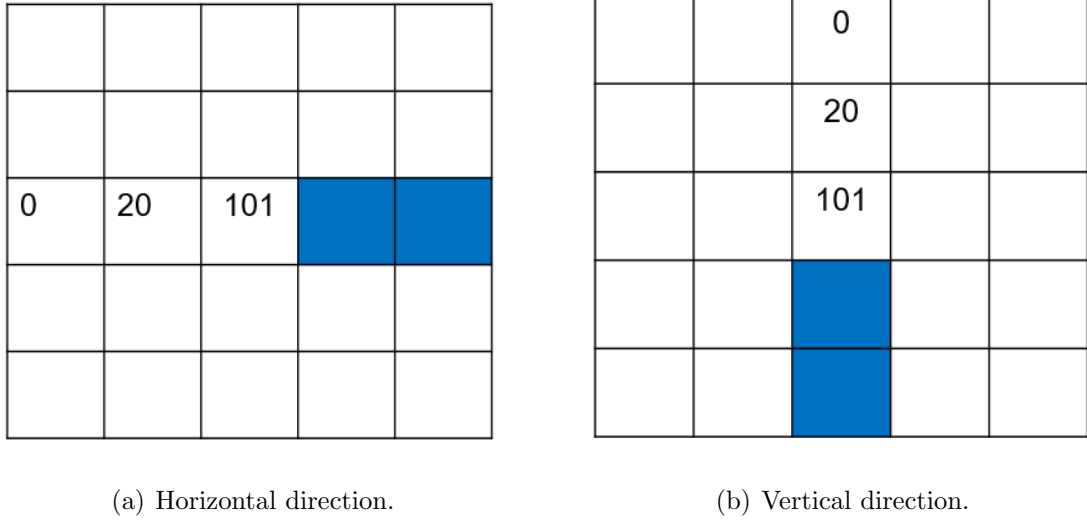 0 20 101
0
20
101
(a) Horizontal direction.
(b) Vertical direction.